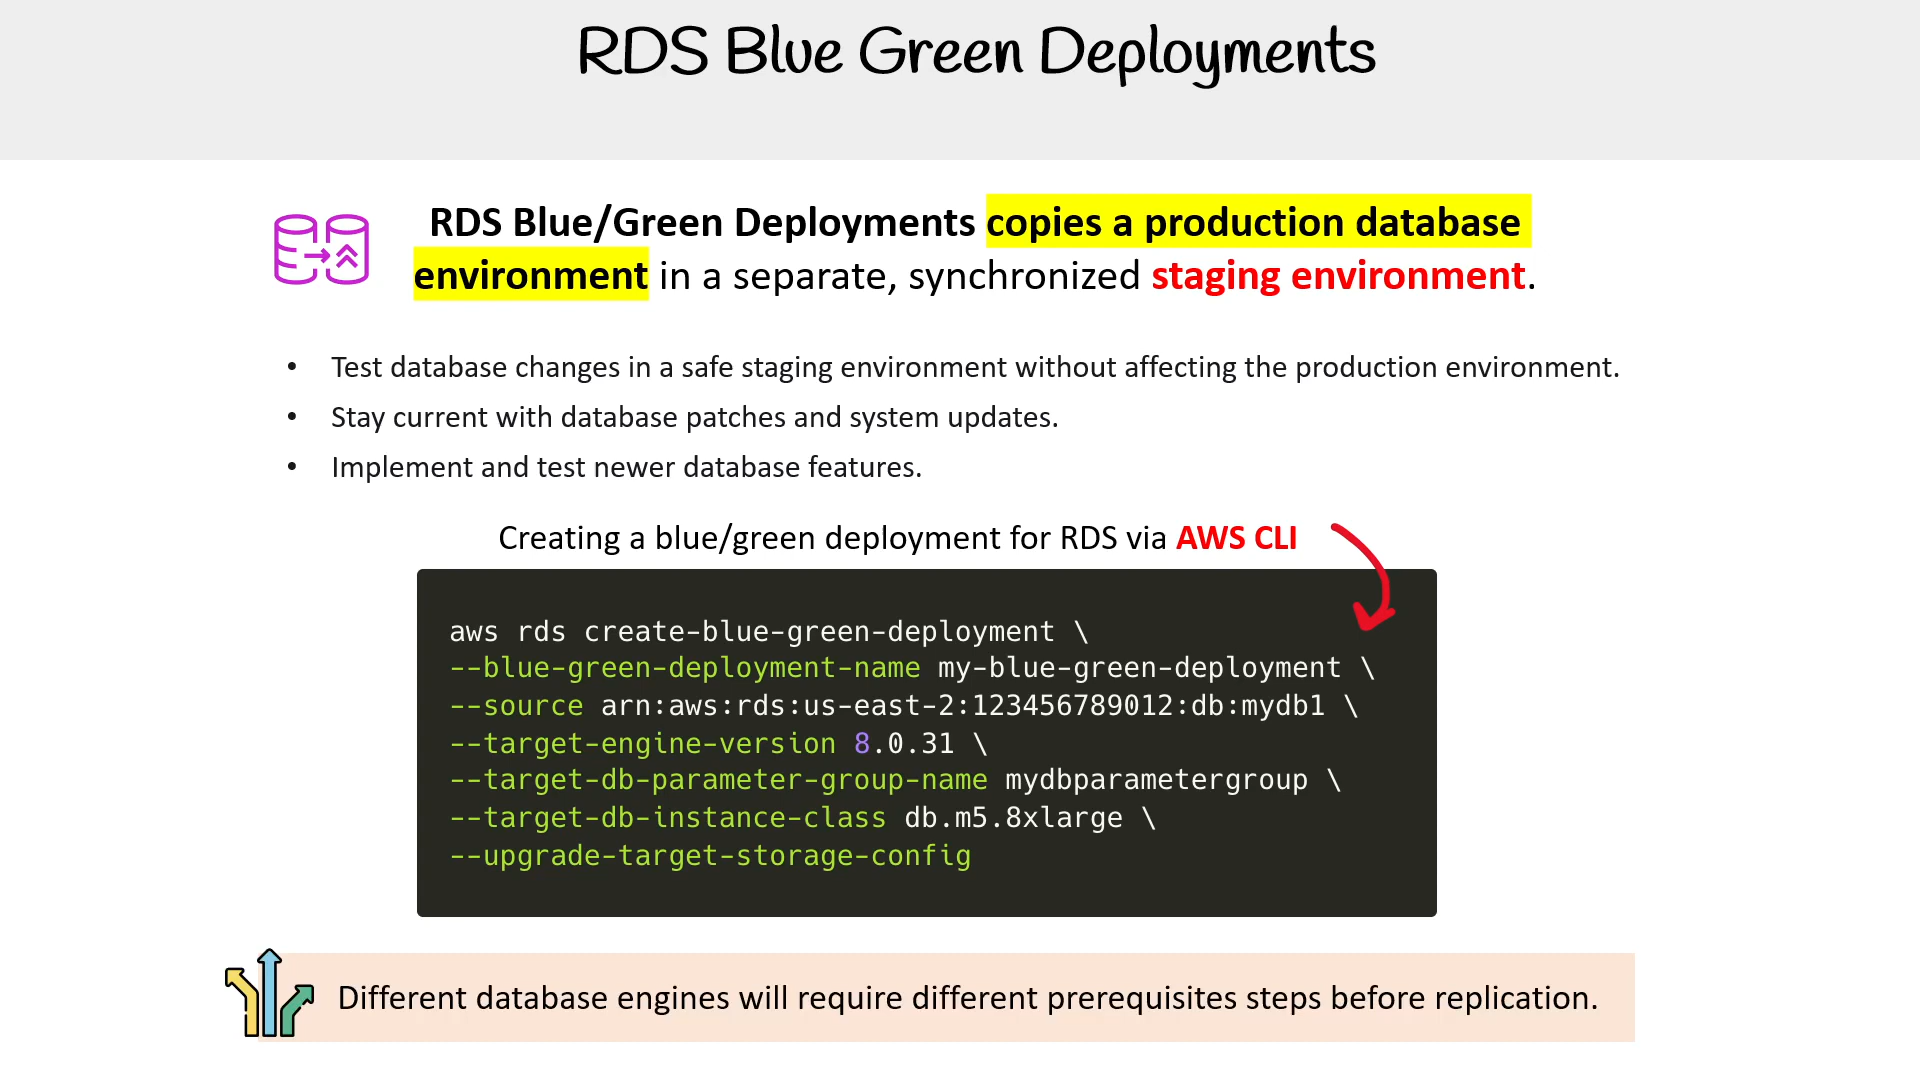 RDS Blue Green Deployments
RDS Blue/Green Deployments copies a production database
environment in a separate, synchronized staging environment.
• Test database changes in a safe staging environment without affecting the production environment.
• Stay current with database patches and system updates.
• Implement and test newer database features.
Creating a blue/green deployment for RDS via AWS CLI
aws rds create-blue-green-deployment \
--blue-green-deployment-name my-blue-green-deployment \
--source arn:aws:rds:us-east-2:123456789012:db:mydb1 \
--target-engine-version 8.0.31 \
--target-db-parameter-group-name mydbparametergroup \
--target-db-instance-class db.m5.8xlarge \
--upgrade-target-storage-config
Different database engines will require different prerequisites steps before replication.